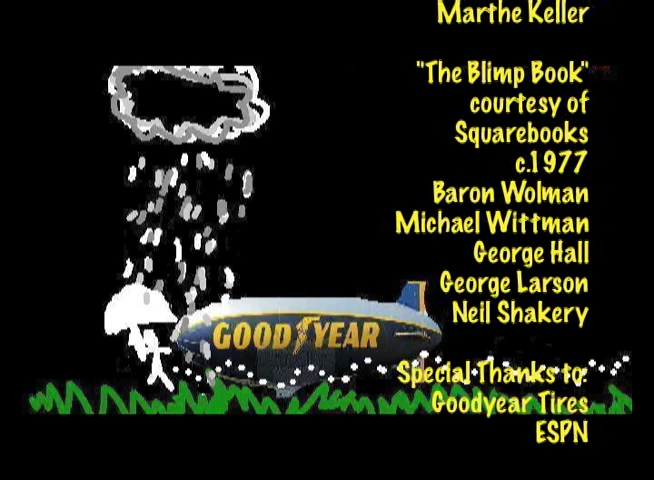 Marthe Keller
"The Blimp Book"
courtesy of
Squarebooks
c.1977
Baron Wolman
Michael Wittman
George Hall
George Larson
Neil Shakery
GOODYEAR
Special Thanks to:
Goodyear Tires
ESPN